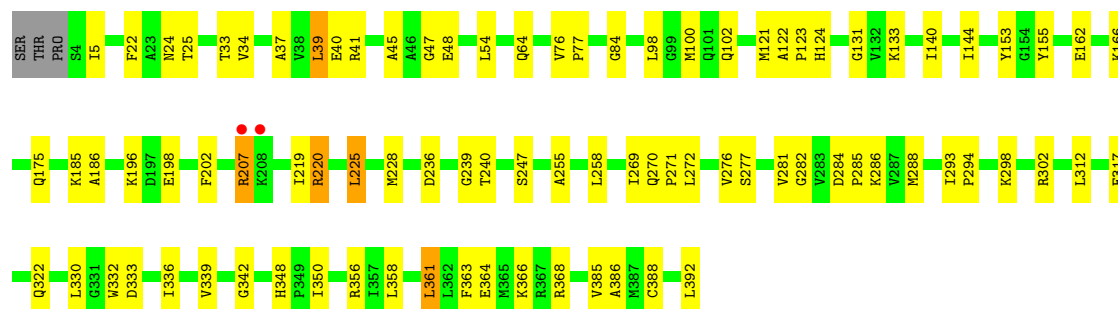 SER THR PRO S4 I5 F22 A23 N24 T25 T33 V34 A37 V38 L39 E40 R41 A45 A46 G47 E48 L54 Q64 V76 P77 G84 L98 G99 M100 Q101 Q102 M121 A122 P123 H124 G131 V132 K133 I140 I144 Y153 G154 Y155 E162 K166
Q175 K185 A186 K196 D197 E198 F202 R207 K208 I219 R220 L225 M228 D236 G239 T240 S247 A255 L258 I269 Q270 P271 L272 V276 S277 V281 G282 V283 D284 P285 K286 V287 M288 I293 P294 K298 R302 L312 E317
Q322 L330 G331 W332 D333 I336 V339 G342 H348 P349 I350 R356 I357 L358 L361 L362 F363 E364 M365 K366 R367 R368 V385 A386 M387 C388 L392